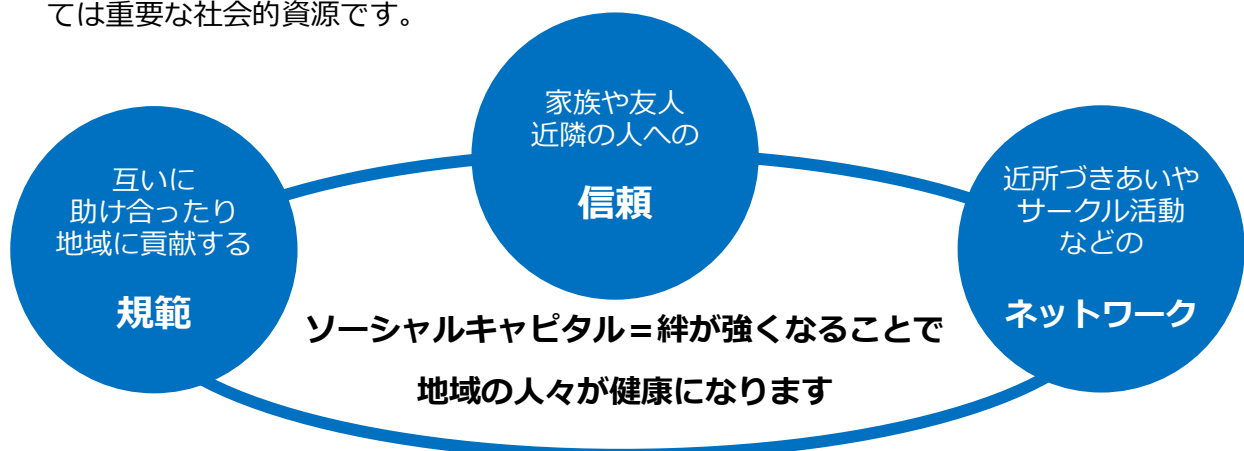 ては重要な社会的資源です。
家族や友人
近隣の人への
信頼
互いに
助け合ったり
地域に貢献する
規範
近所づきあいや
サークル活動
などの
ネットワーク
ソーシャルキャピタル＝絆が強くなることで
地域の人々が健康になります